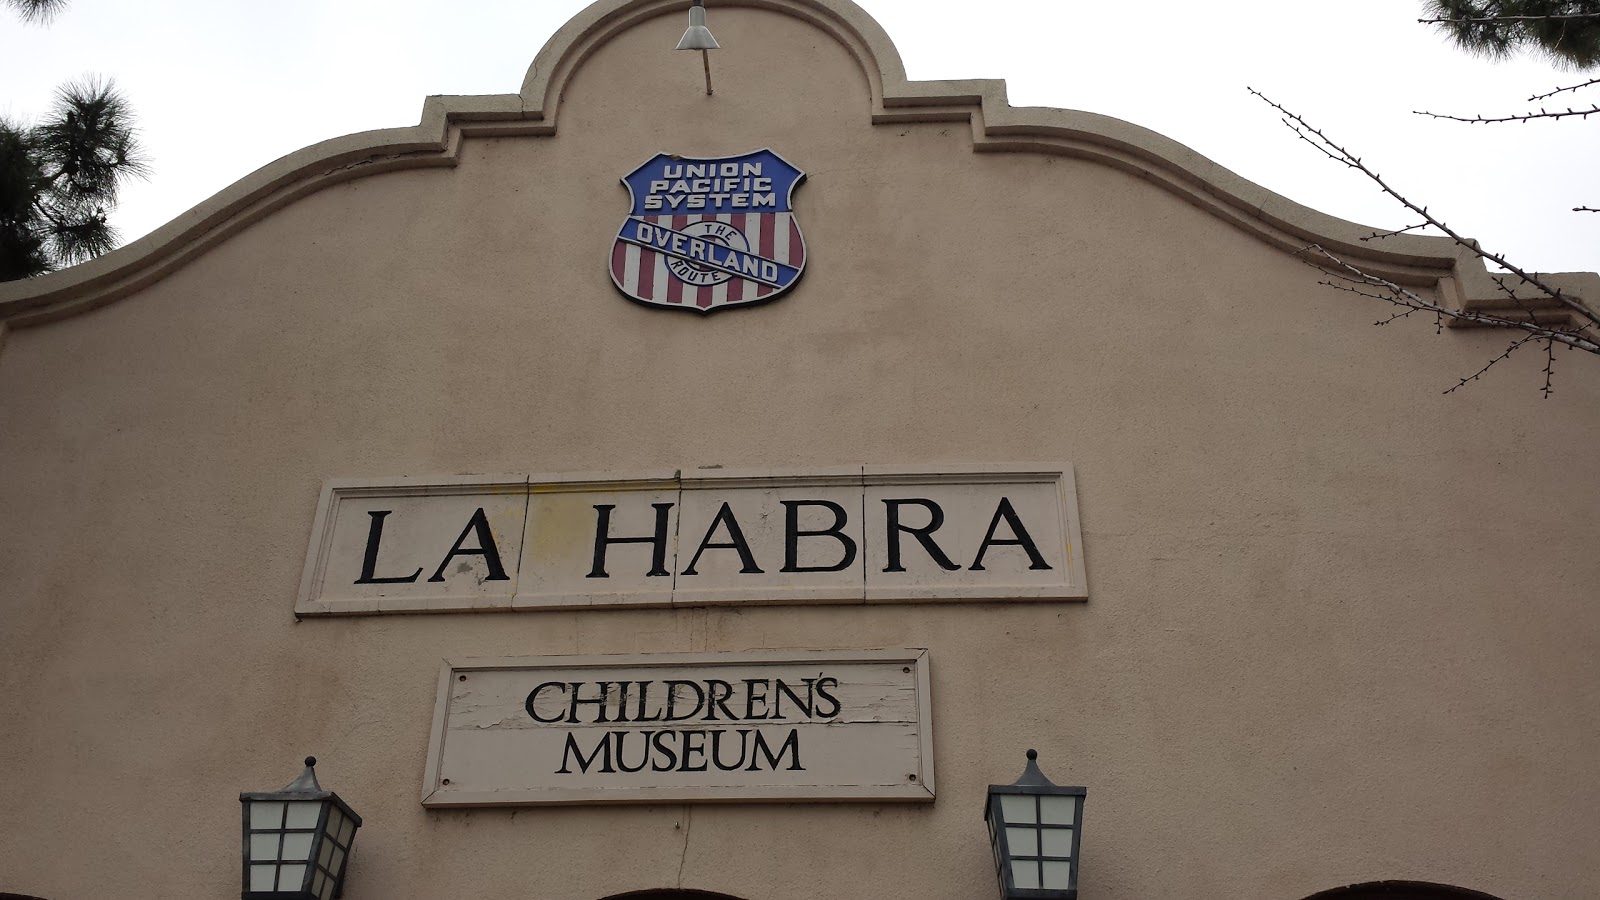 UNION
PACIFIC
SYSTEM
THE
OVERLAND
ROUTE
LA HABRA
CHILDREN'S
MUSEUM